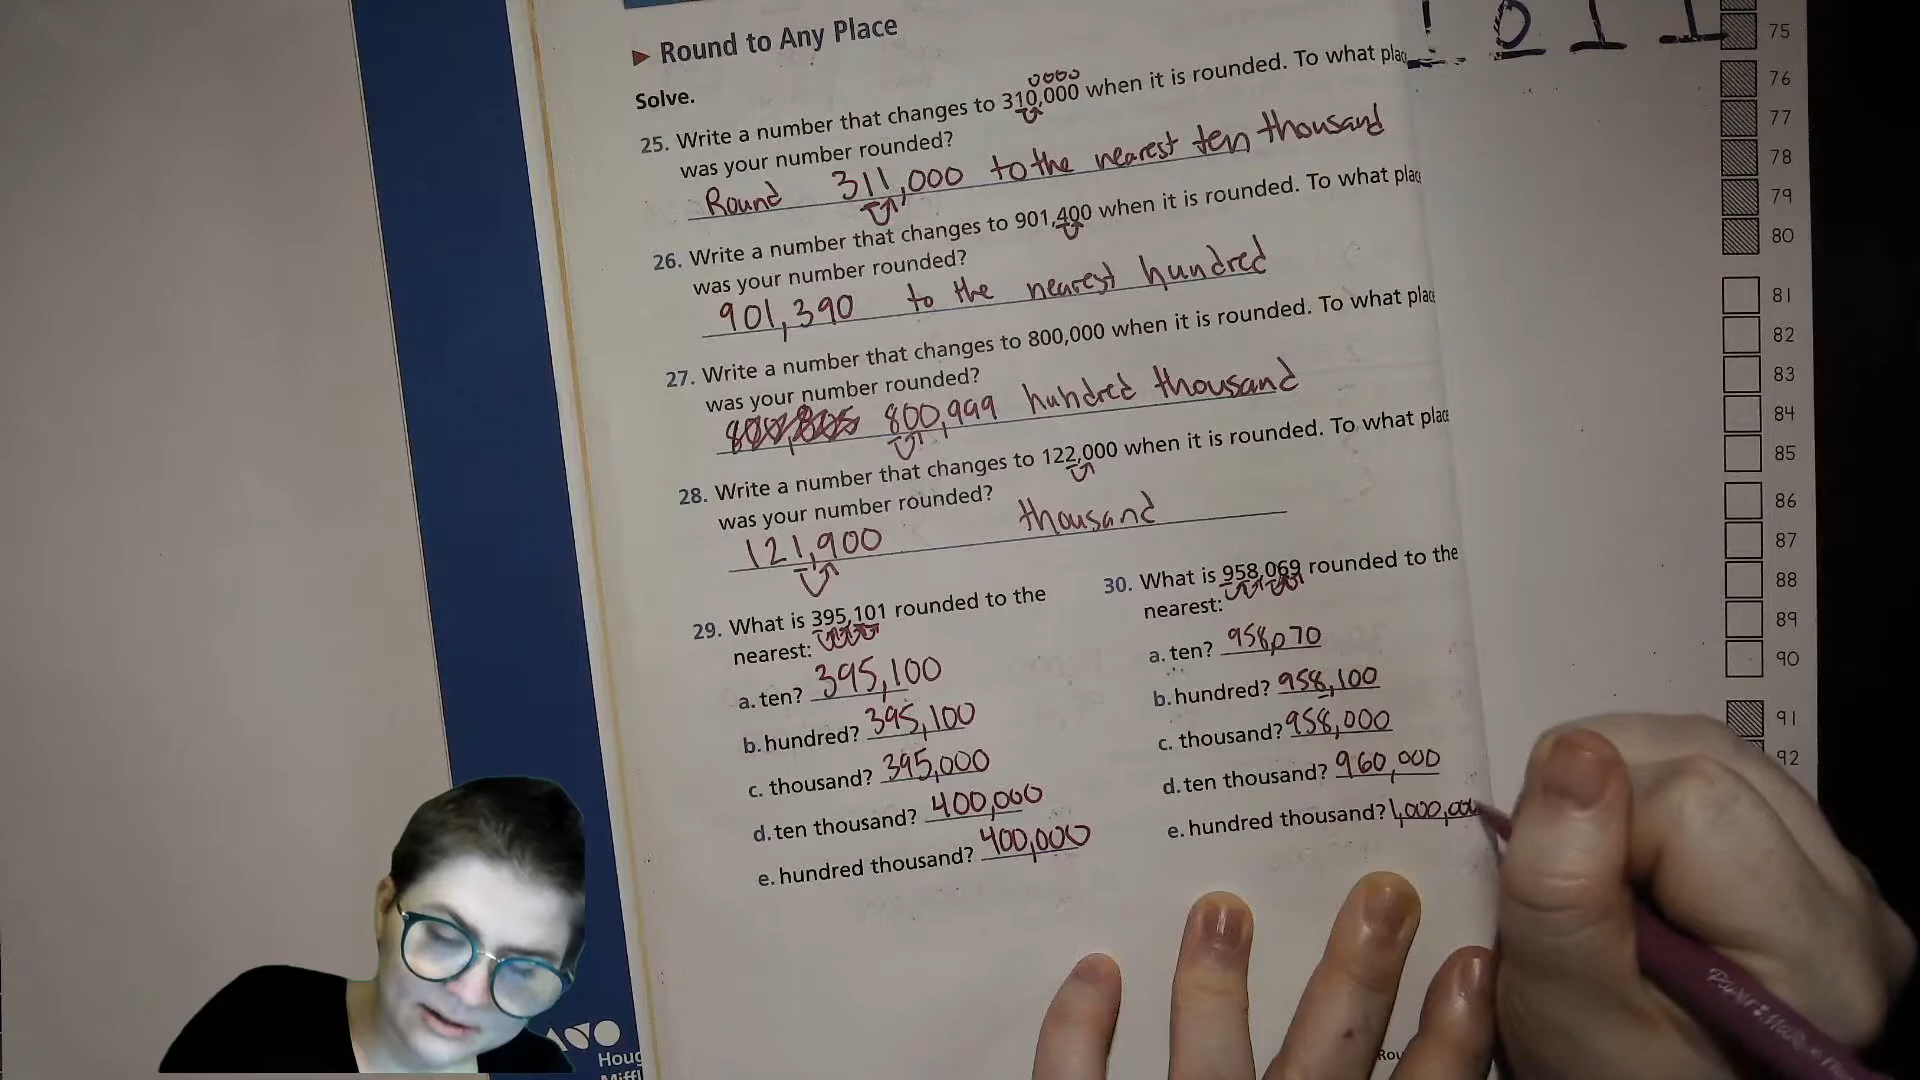 Round to Any Place
Solve.
0000
25. Write a number that changes to 310,000 when it is rounded. To what plac
was your number rounded?
Round 311,000 to the nearest ten thousand
26. Write a number that changes to 901,400 when it is rounded. To what plac
was your number rounded?
901,390 to the nearest hundred
27. Write a number that changes to 800,000 when it is rounded. To what plac
was your number rounded?
800,999 hundred thousand
28. Write a number that changes to 122,000 when it is rounded. To what place
was your number rounded?
121,900 thousand
29. What is 395,101 rounded to the
nearest:
a. ten? 395,100
b. hundred? 395,100
c. thousand? 395,000
d. ten thousand? 400,000
e. hundred thousand? 400,000
30. What is 958,069 rounded to the
nearest:
a. ten? 958,070
b. hundred? 958,100
c. thousand? 958,000
d. ten thousand? 960,000
e. hundred thousand? 1,000,000
75
76
77
78
79
80
81
82
83
84
85
86
87
88
89
90
91
92
Houg
Miffl
Rou